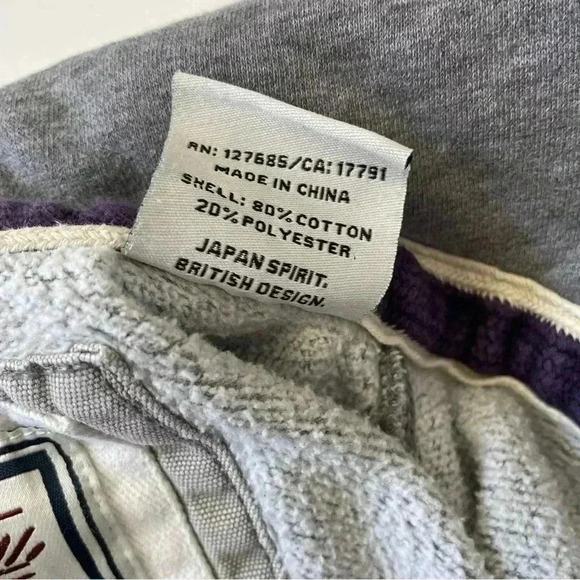 RN: 127685/CA: 17791
MADE IN CHINA
SHELL: 80% COTTON
20% POLYESTER
JAPAN SPIRIT.
BRITISH DESIGN.